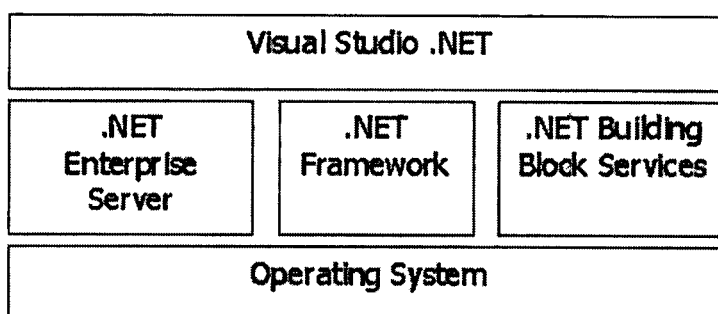 Visual Studio .NET
.NET
Enterprise
Server
.NET
Framework
.NET Building
Block Services
Operating System